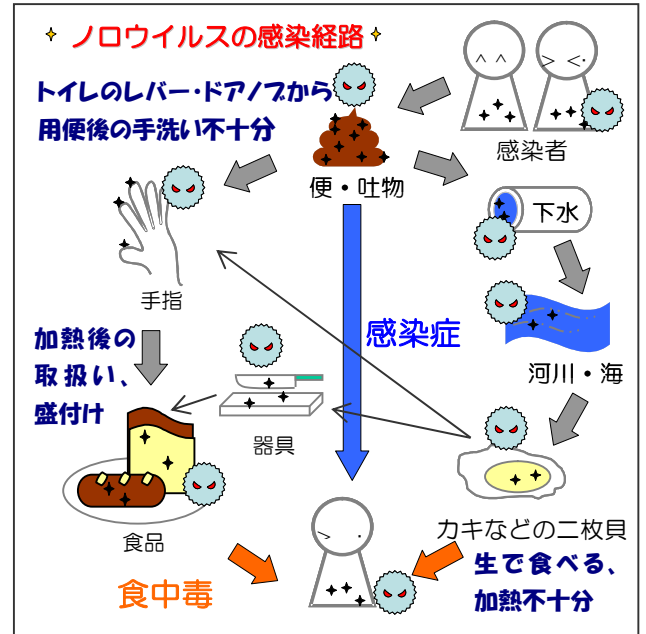 ノロウイルスの感染経路
トイレのレバー・ドアノブから
用便後の手洗い不十分
感染者
便・吐物
下水
手指
感染症
加熱後の
取扱い、
盛付け
河川・海
器具
カキなどの二枚貝
食品
生で食べる、
加熱不十分
食中毒